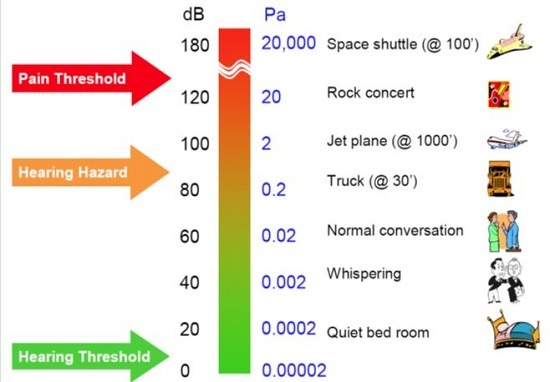 dB Pa
180 20,000 Space shuttle (@ 100')
Pain Threshold
120 20 Rock concert
100 2 Jet plane (@ 1000')
Hearing Hazard
80 0.2 Truck (@ 30')
60 0.02 Normal conversation
40 0.002 Whispering
20 0.0002 Quiet bed room
Hearing Threshold
0 0.00002